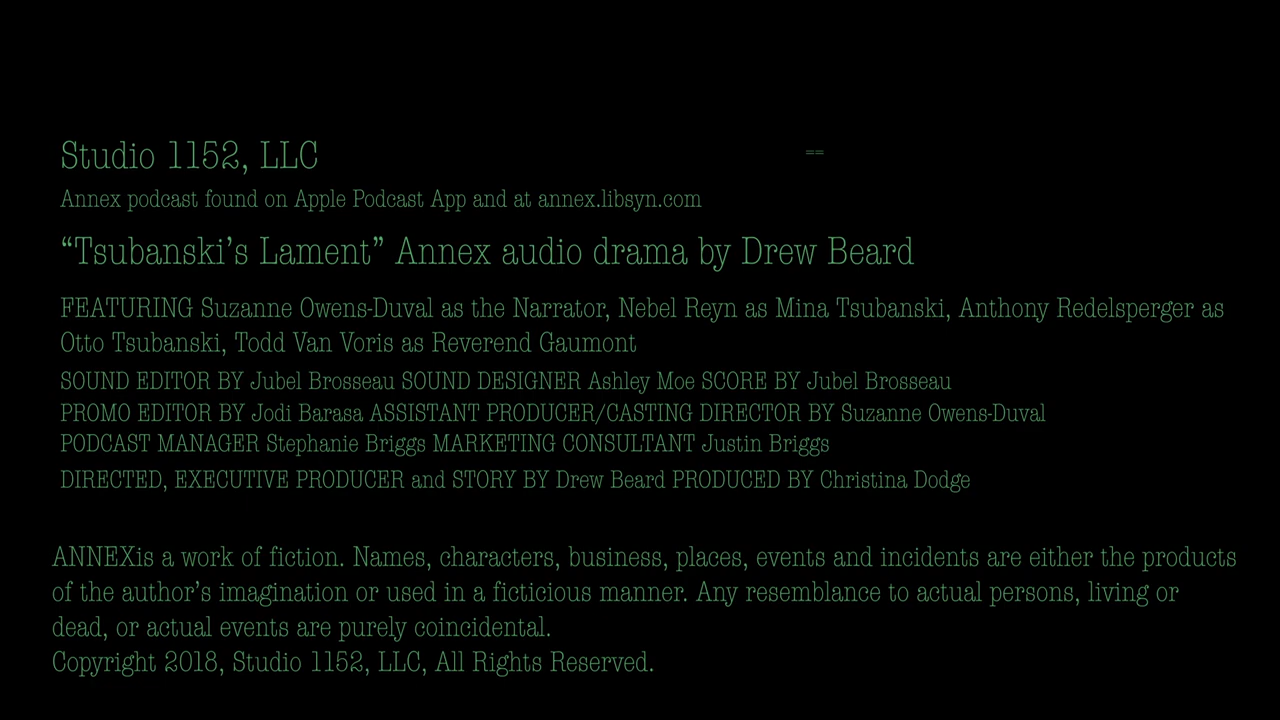 Studio 1152, LLC
==
Annex podcast found on Apple Podcast App and at annex.libsyn.com
“Tsubanski’s Lament” Annex audio drama by Drew Beard
FEATURING Suzanne Owens-Duval as the Narrator, Nebel Reyn as Mina Tsubanski, Anthony Redelsperger as
Otto Tsubanski, Todd Van Voris as Reverend Gaumont
SOUND EDITOR BY Jubel Brosseau SOUND DESIGNER Ashley Moe SCORE BY Jubel Brosseau
PROMO EDITOR BY Jodi Barasa ASSISTANT PRODUCER/CASTING DIRECTOR BY Suzanne Owens-Duval
PODCAST MANAGER Stephanie Briggs MARKETING CONSULTANT Justin Briggs
DIRECTED, EXECUTIVE PRODUCER and STORY BY Drew Beard PRODUCED BY Christina Dodge
ANNEXis a work of fiction. Names, characters, business, places, events and incidents are either the products
of the author’s imagination or used in a ficticious manner. Any resemblance to actual persons, living or
dead, or actual events are purely coincidental.
Copyright 2018, Studio 1152, LLC, All Rights Reserved.